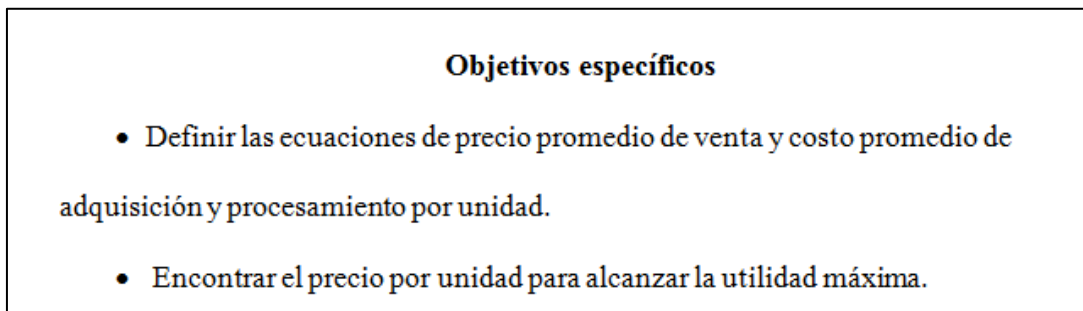 Objetivos específicos
• Definir las ecuaciones de precio promedio de venta y costo promedio de
adquisición y procesamiento por unidad.
• Encontrar el precio por unidad para alcanzar la utilidad máxima.